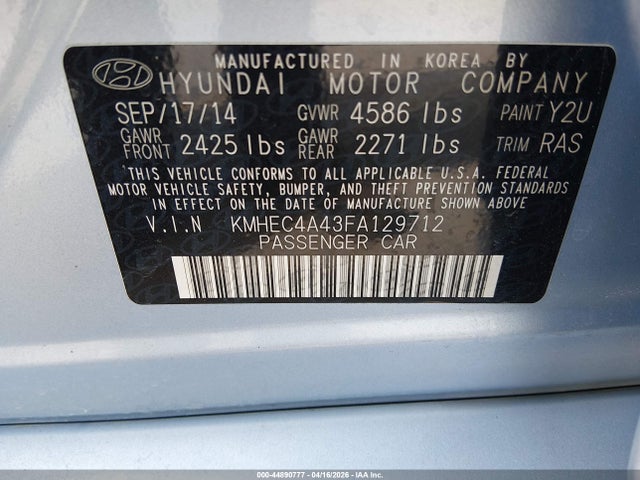 MANUFACTURED IN KOREA BY
HYUNDAI MOTOR COMPANY
SEP/17/14 GVWR 4586 lbs PAINT Y2U
GAWR FRONT 2425 lbs GAWR REAR 2271 lbs TRIM RAS
THIS VEHICLE CONFORMS TO ALL APPLICABLE U.S.A. FEDERAL
MOTOR VEHICLE SAFETY, BUMPER, AND THEFT PREVENTION STANDARDS
IN EFFECT ON THE DATE OF MANUFACTURE SHOWN ABOVE.
V.I.N KMHEC4A43FA129712
PASSENGER CAR
000-44890777 - 04/16/2026 - IAA Inc.